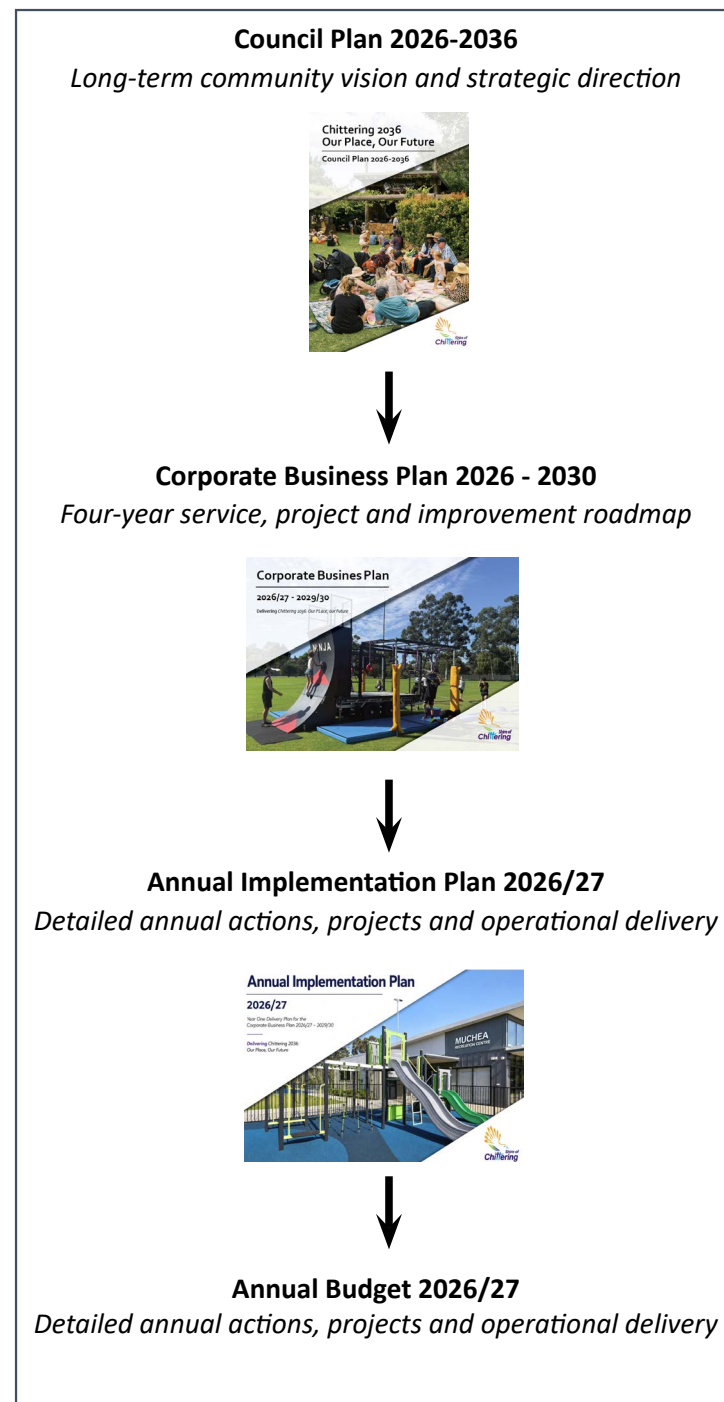 Council Plan 2026-2036
Long-term community vision and strategic direction
Chittering 2036
Our Place, Our Future
Council Plan 2026-2036
Shire of
Chittering
Corporate Business Plan 2026 - 2030
Four-year service, project and improvement roadmap
Corporate Busines Plan
2026/27 - 2029/30
Delivering Chittering 2036: Our Place, our Future
NINJA
Shire of
Chittering
Annual Implementation Plan 2026/27
Detailed annual actions, projects and operational delivery
Annual Implementation Plan
2026/27
Year One Delivery Plan for the
Corporate Business Plan 2026/27 – 2029/30
Delivering Chittering 2036:
Our Place, Our Future
MUCHEA
RECREATION CENTRE
Shire of
Chittering
Annual Budget 2026/27
Detailed annual actions, projects and operational delivery